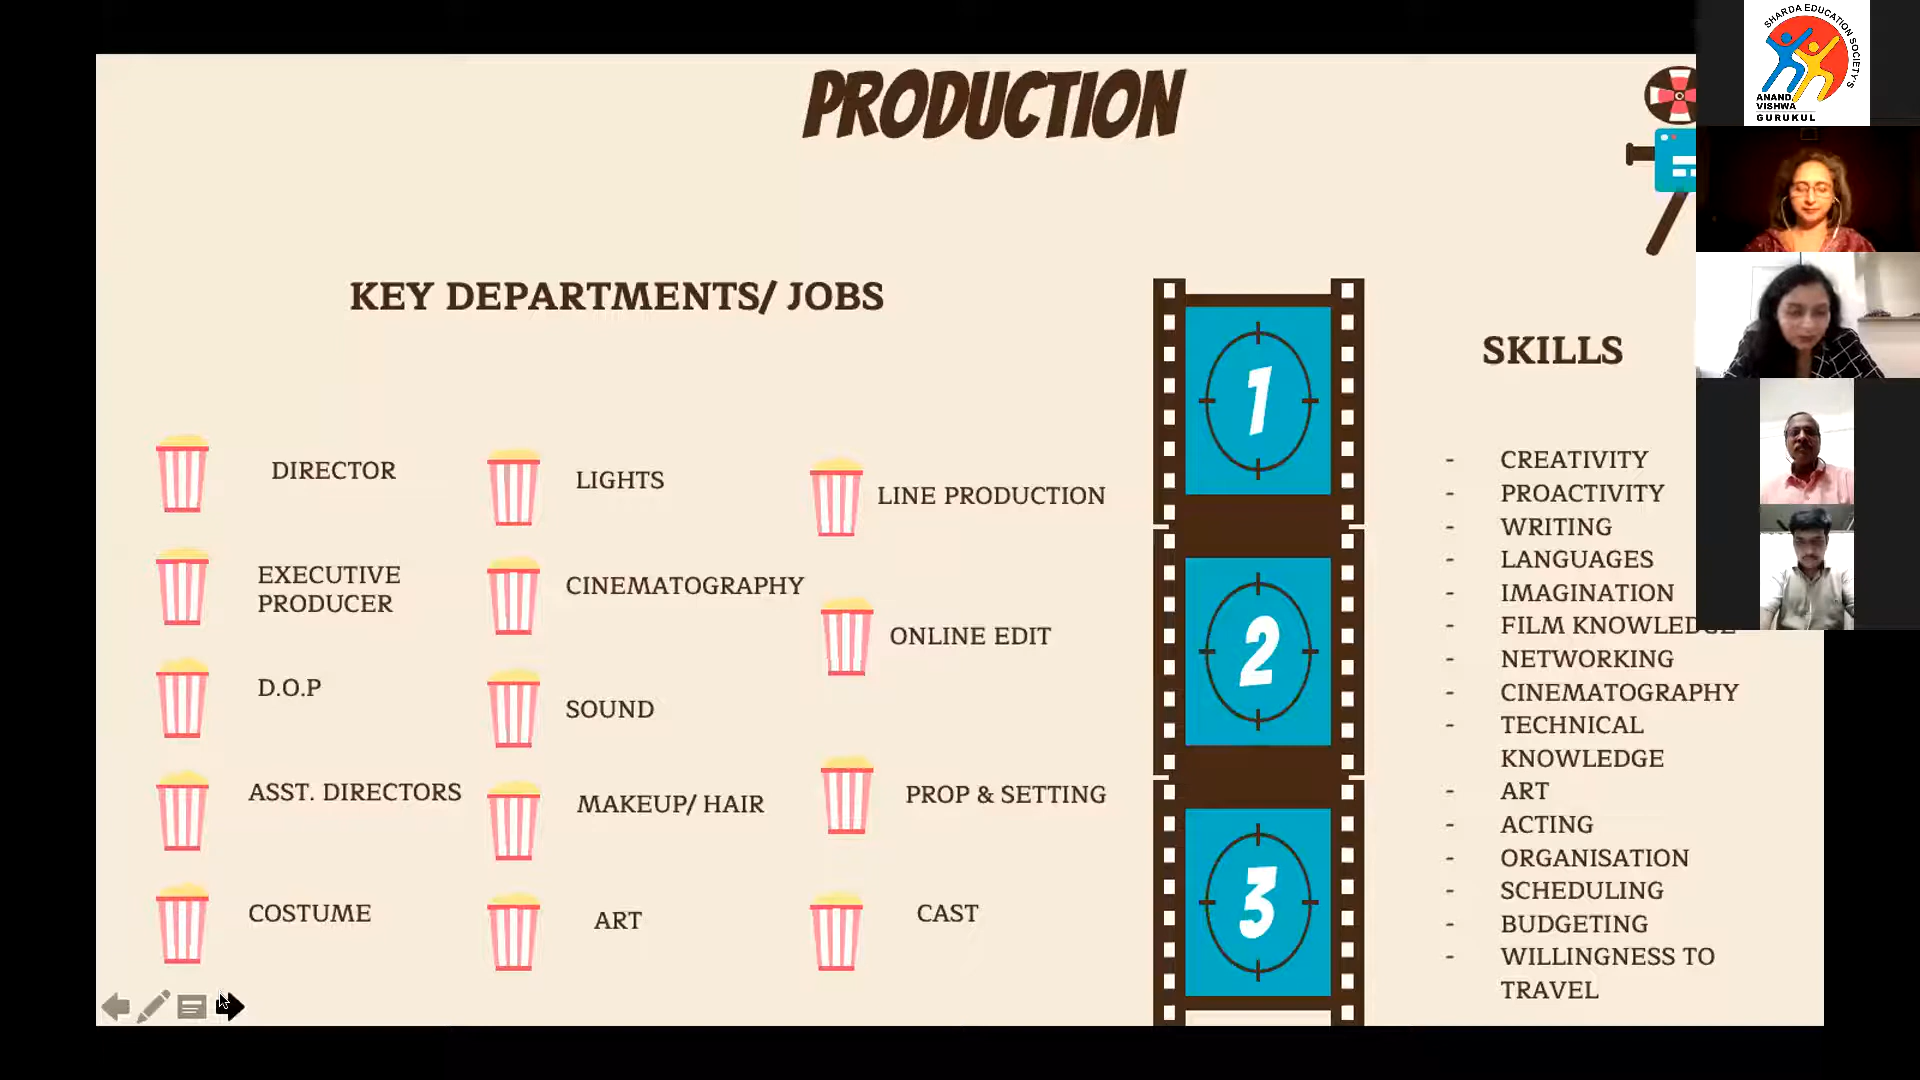 PRODUCTION
KEY DEPARTMENTS/ JOBS
DIRECTOR
EXECUTIVE
PRODUCER
D.O.P
ASST. DIRECTORS
COSTUME
LIGHTS
CINEMATOGRAPHY
SOUND
MAKEUP/ HAIR
ART
LINE PRODUCTION
ONLINE EDIT
PROP & SETTING
CAST
1
2
3
SKILLS
- CREATIVITY
- PROACTIVITY
- WRITING
- LANGUAGES
- IMAGINATION
- FILM KNOWLEDGE
- NETWORKING
- CINEMATOGRAPHY
- TECHNICAL
KNOWLEDGE
- ART
- ACTING
- ORGANISATION
- SCHEDULING
- BUDGETING
- WILLINGNESS TO
TRAVEL
SHARDA EDUCATION SOCIETY'S
ANAND
VISHWA
GURUKUL